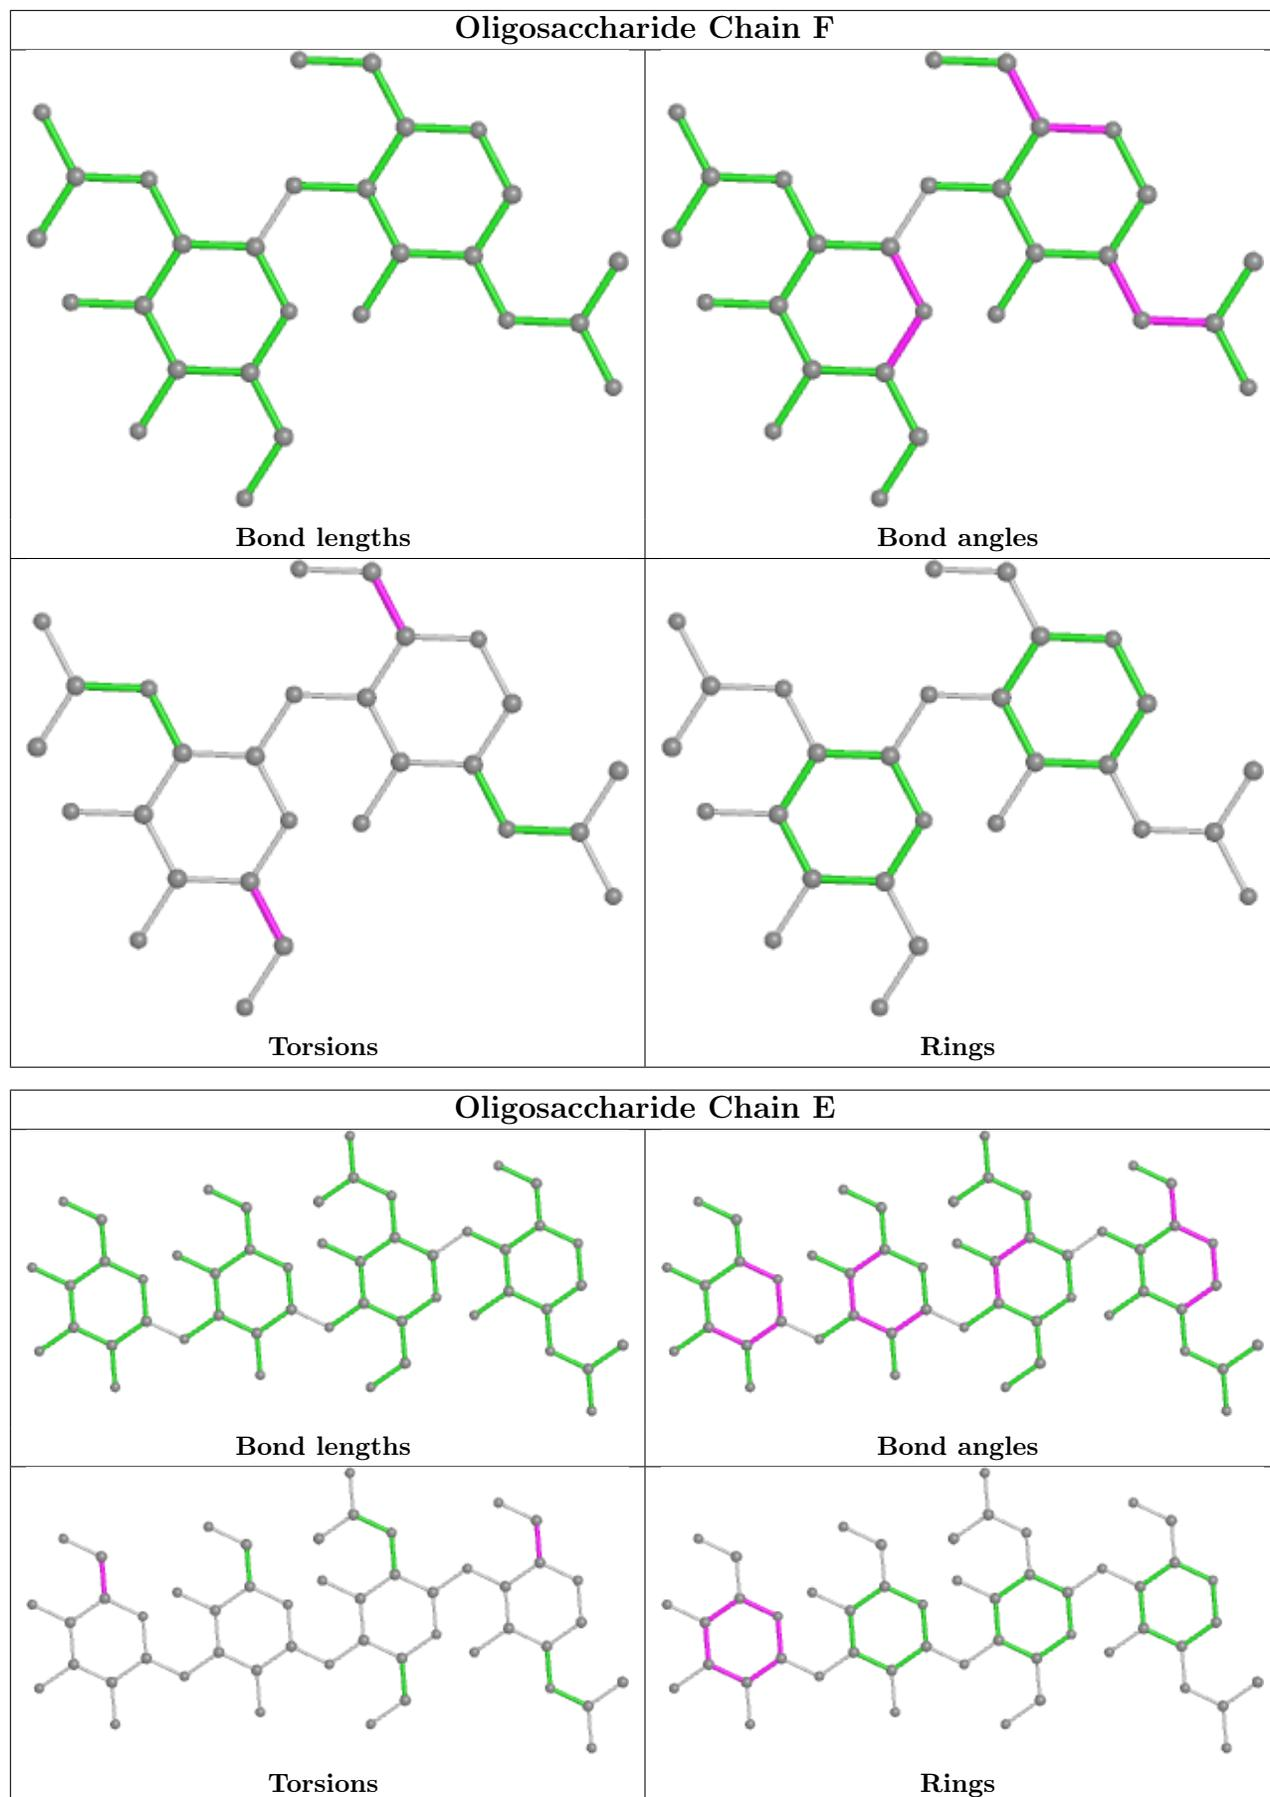 Oligosaccharide Chain F
Bond lengths
Bond angles
Torsions
Rings
Oligosaccharide Chain E
Bond lengths
Bond angles
Torsions
Rings